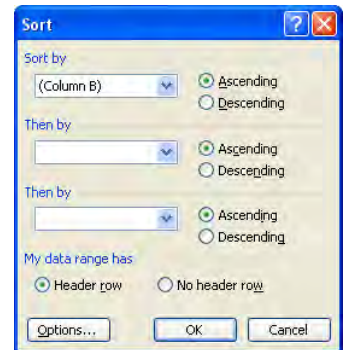 Sort
Sort by
(Column B)
Ascending
Descending
Then by
Ascending
Descending
Then by
Ascending
Descending
My data range has
Header row
No header row
Options...
OK
Cancel